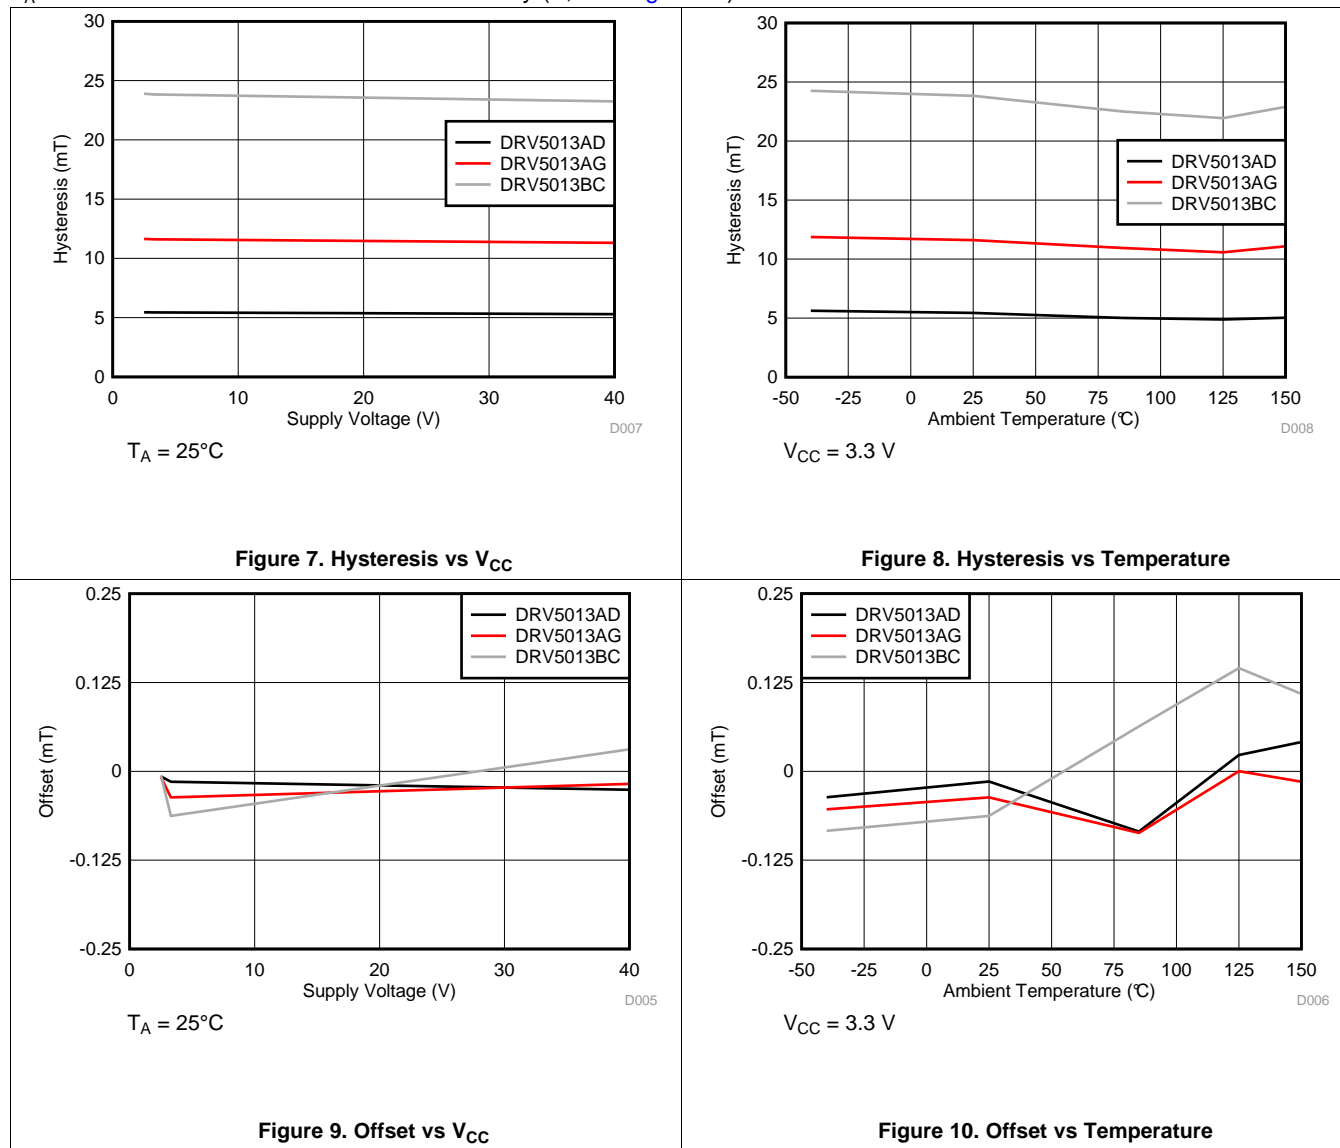 30
25
20
15
10
5
0
0 10 20 30 40
Hysteresis (mT)
Supply Voltage (V)
DRV5013AD
DRV5013AG
DRV5013BC
D007
T_A = 25°C
Figure 7. Hysteresis vs V_CC
30
25
20
15
10
5
0
-50 -25 0 25 50 75 100 125 150
Hysteresis (mT)
Ambient Temperature (°C)
DRV5013AD
DRV5013AG
DRV5013BC
D008
V_CC = 3.3 V
Figure 8. Hysteresis vs Temperature
0.25
0.125
0
-0.125
-0.25
0 10 20 30 40
Offset (mT)
Supply Voltage (V)
DRV5013AD
DRV5013AG
DRV5013BC
D005
T_A = 25°C
Figure 9. Offset vs V_CC
0.25
0.125
0
-0.125
-0.25
-50 -25 0 25 50 75 100 125 150
Offset (mT)
Ambient Temperature (°C)
DRV5013AD
DRV5013AG
DRV5013BC
D006
V_CC = 3.3 V
Figure 10. Offset vs Temperature